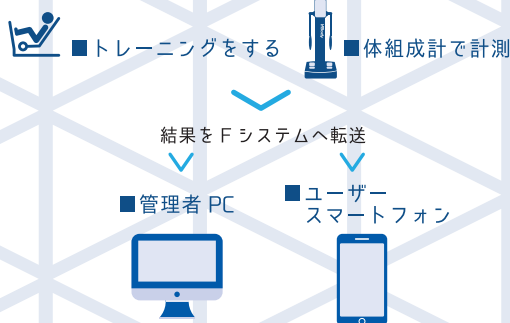 ■トレーニングをする
■体組成計で計測
結果をFシステムへ転送
■管理者PC
■ユーザー
スマートフォン